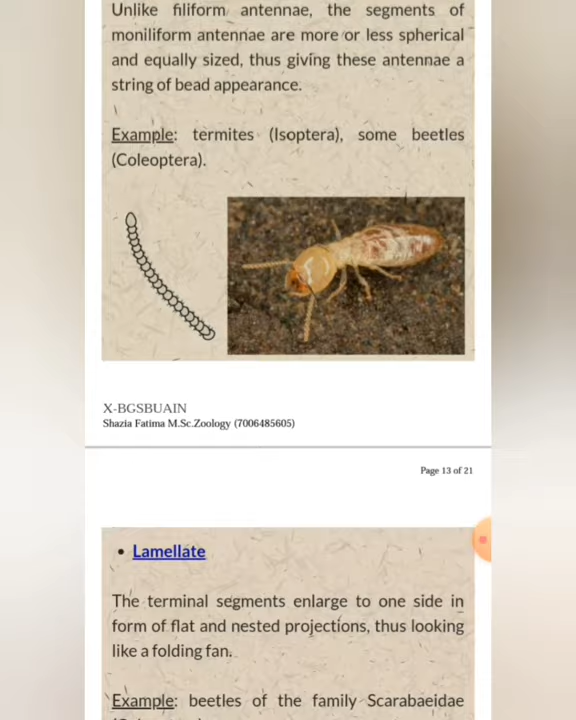 Unlike filiform antennae, the segments of
moniliform antennae are more or less spherical
and equally sized, thus giving these antennae a
string of bead appearance.
Example: termites (Isoptera), some beetles
(Coleoptera).
X-BGSBUAIN
Shazia Fatima M.Sc.Zoology (7006485605)
Page 13 of 21
• Lamellate
The terminal segments enlarge to one side in
form of flat and nested projections, thus looking
like a folding fan.
Example: beetles of the family Scarabaeidae